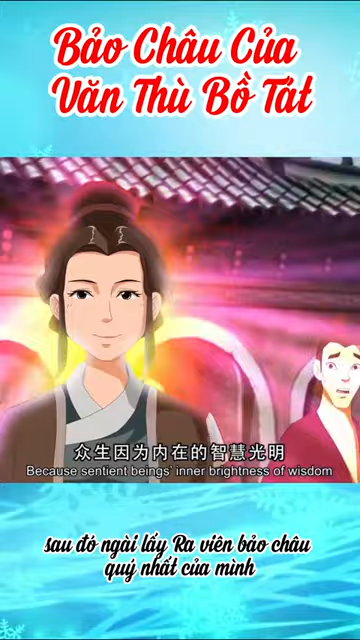 Bảo Châu Của
Văn Thù Bồ Tát
众生因为内在的智慧光明
Because sentient beings' inner brightness of wisdom
sau đó ngài lấy Ra viên bảo châu
quý nhất của mình